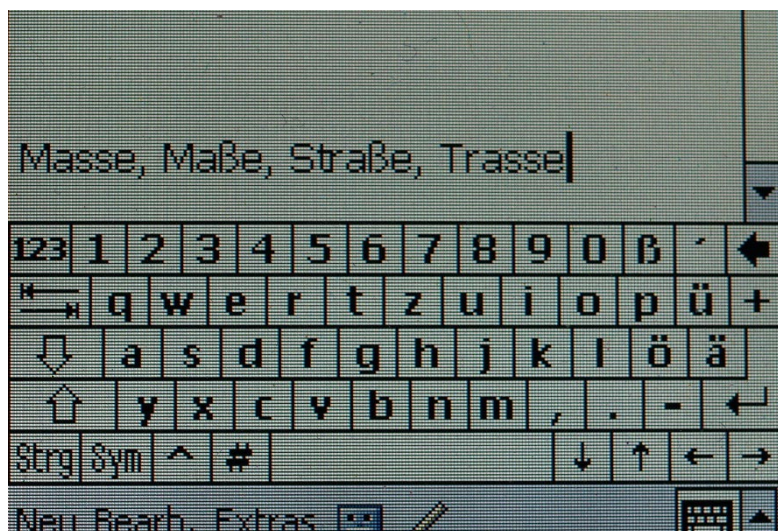 Masse, Maße, Straße, Trasse
123 1 2 3 4 5 6 7 8 9 0 ß ´
q w e r t z u i o p ü +
a s d f g h j k l ö ä
y x c v b n m , . -
Strg Sym ^ #
Neu Bearb. Extras